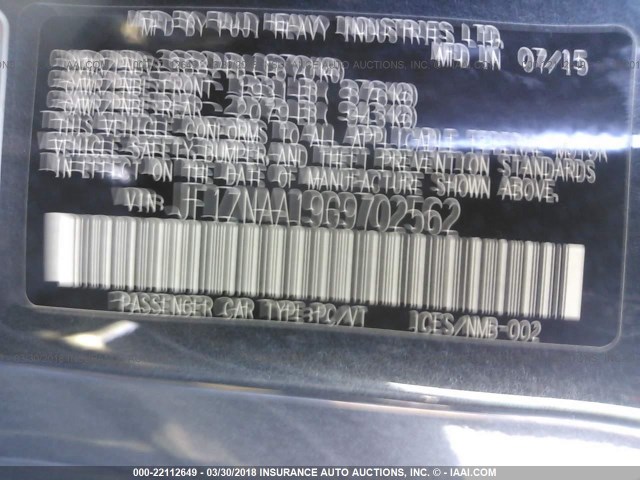 MFD BY FUJI HEAVY INDUSTRIES LTD.
MFD IN 07/15
GVWR
GAWR/PNBE FRONT
GAWR/PNBE REAR
THIS VEHICLE CONFORMS TO ALL APPLICABLE FEDERAL MOTOR
VEHICLE SAFETY BUMPER AND THEFT PREVENTION STANDARDS
IN EFFECT ON THE DATE OF MANUFACTURE SHOWN ABOVE.
VIN: JF1ZNAA19G9702562
PASSENGER CAR TYPE:PC/VT ICES/NMB-002
000-22112649 - 03/30/2018 INSURANCE AUTO AUCTIONS, INC. - © IAAI.COM